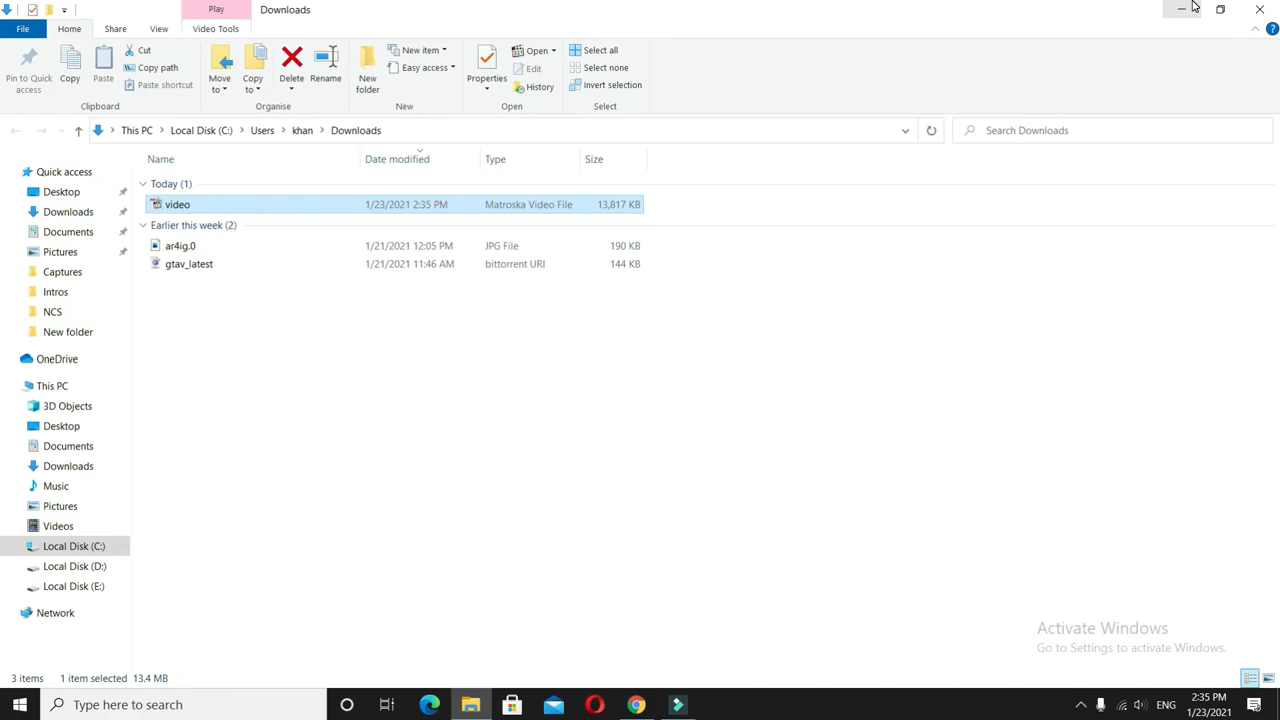 Play
Downloads
File
Home
Share
View
Video Tools
Pin to Quick access
Copy
Paste
Cut
Copy path
Paste shortcut
Clipboard
Move to
Copy to
Delete
Rename
Organise
New folder
New item
Easy access
New
Properties
Open
Edit
History
Open
Select all
Select none
Invert selection
Select
This PC > Local Disk (C:) > Users > khan > Downloads
Search Downloads
Name
Date modified
Type
Size
Today (1)
video 1/23/2021 2:35 PM Matroska Video File 13,817 KB
Earlier this week (2)
ar4ig.0 1/21/2021 12:05 PM JPG File 190 KB
gtav_latest 1/21/2021 11:46 AM bittorrent URI 144 KB
Quick access
Desktop
Downloads
Documents
Pictures
Captures
Intros
NCS
New folder
OneDrive
This PC
3D Objects
Desktop
Documents
Downloads
Music
Pictures
Videos
Local Disk (C:)
Local Disk (D:)
Local Disk (E:)
Network
Activate Windows
Go to Settings to activate Windows.
3 items 1 item selected 13.4 MB
Type here to search
ENG
2:35 PM
1/23/2021